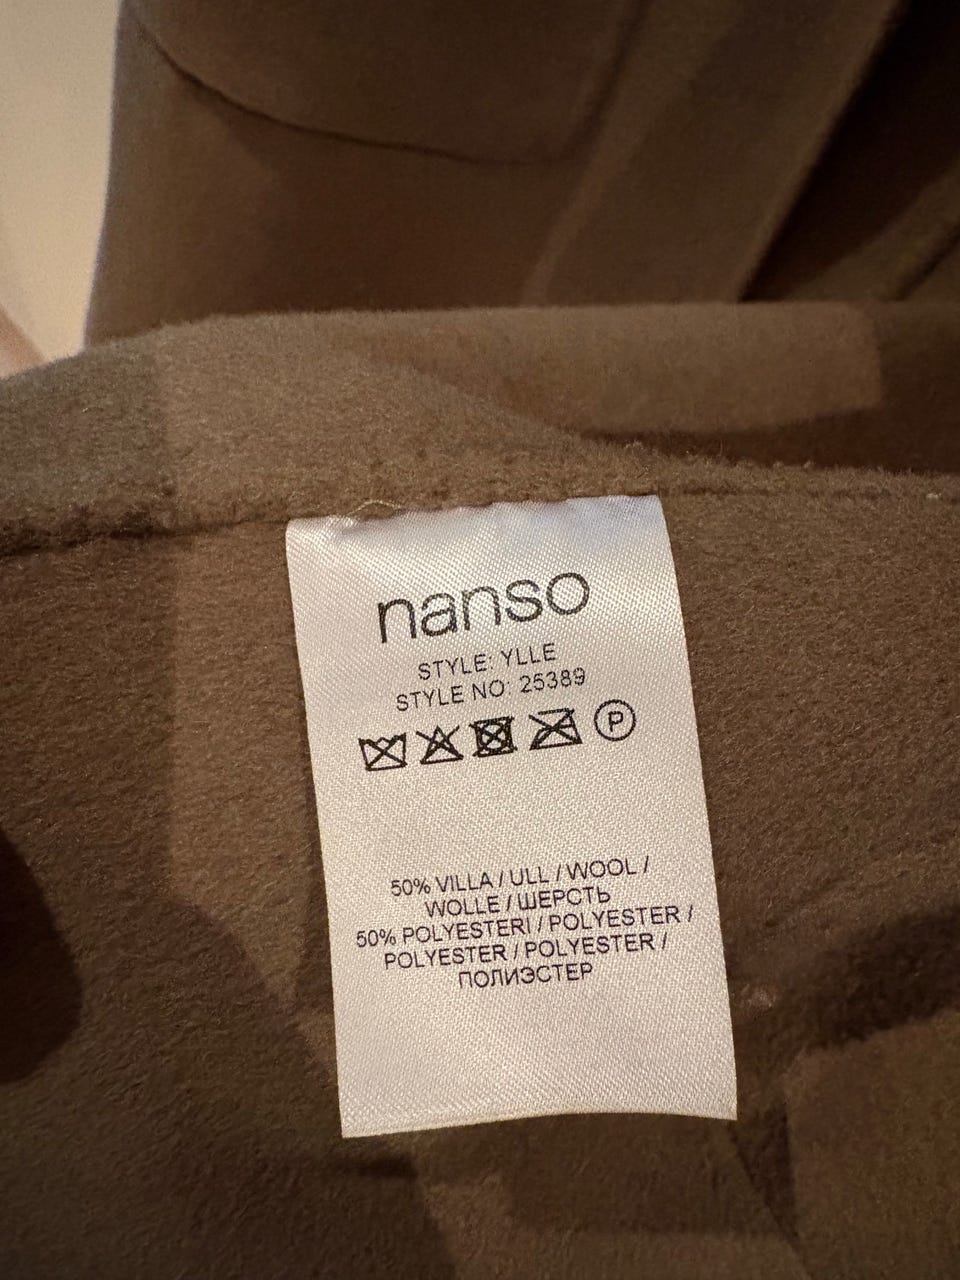 nanso
STYLE: YLLE
STYLE NO: 25389
P
50% VILLA / ULL / WOOL /
WOLLE / ШЕРСТЬ
50% POLYESTERI / POLYESTER /
POLYESTER / POLYESTER /
ПОЛИЭСТЕР